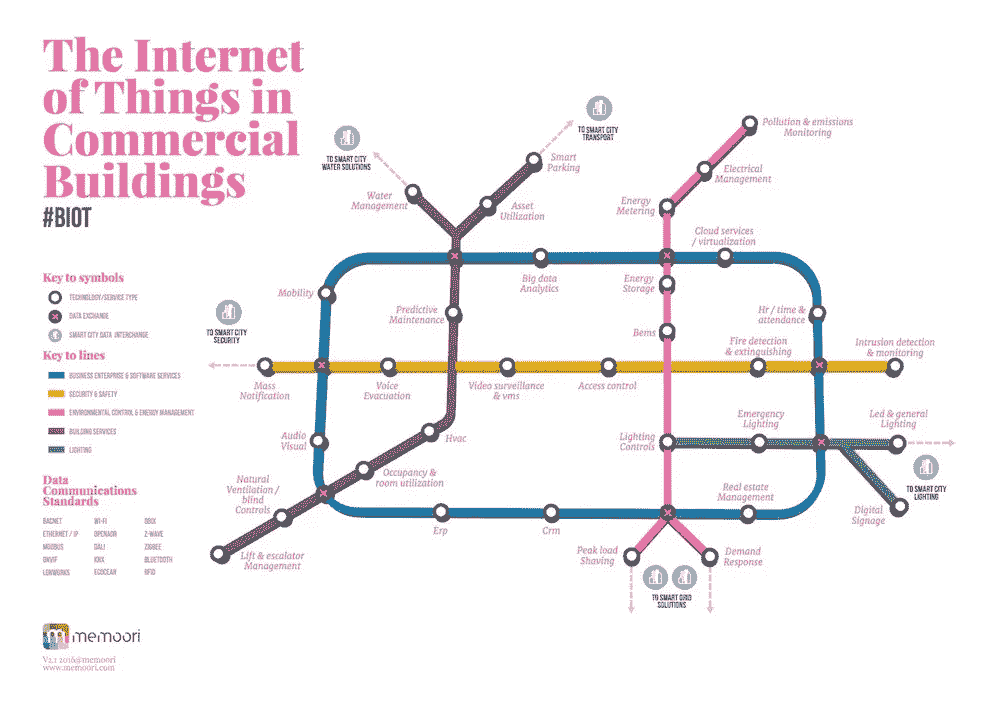 The Internet
of Things in
Commercial
Buildings
#BIOT
Key to symbols
TECHNOLOGY/SERVICE TYPE
DATA EXCHANGE
SMART CITY DATA INTERCHANGE
Key to lines
BUSINESS ENTERPRISE & SOFTWARE SERVICES
SECURITY & SAFETY
ENVIRONMENTAL CONTROL & ENERGY MANAGEMENT
BUILDING SERVICES
LIGHTING
Data
Communications
Standards
BACNET
ETHERNET / IP
MODBUS
ONVIF
LONWORKS
WI-FI
OPENADR
DALI
KNX
ECOCEAN
OBIX
Z-WAVE
ZIGBEE
BLUETOOTH
RFID
memoori
V2.1 2016@memoori
www.memoori.com
TO SMART CITY
WATER SOLUTIONS
TO SMART CITY
TRANSPORT
Water
Management
Smart
Parking
Asset
Utilization
Pollution & emissions
Monitoring
Electrical
Management
Energy
Metering
Cloud services
/ virtualization
Big data
Analytics
Energy
Storage
Mobility
Predictive
Maintenance
Hr / time &
attendance
Bems
TO SMART CITY
SECURITY
Fire detection
& extinguishing
Intrusion detection
& monitoring
Mass
Notification
Voice
Evacuation
Video surveillance
& vms
Access control
Audio
Visual
Hvac
Lighting
Controls
Emergency
Lighting
Led & general
Lighting
TO SMART CITY
LIGHTING
Natural
Ventilation /
blind
Controls
Occupancy &
room utilization
Real estate
Management
Digital
Signage
Erp
Crm
Lift & escalator
Management
Peak load
Shaving
Demand
Response
TO SMART GRID
SOLUTIONS